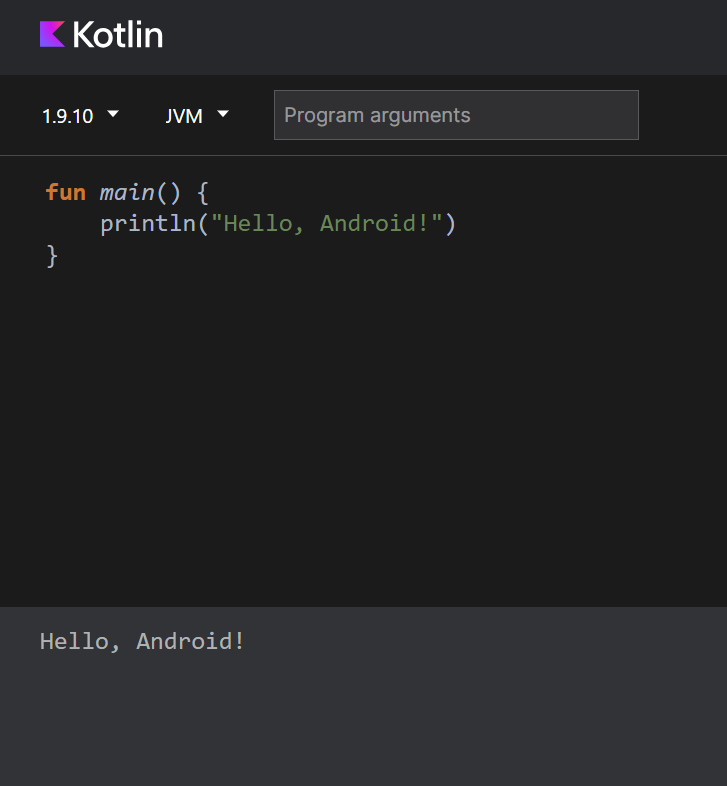 Kotlin
1.9.10 JVM Program arguments
fun main() {
    println("Hello, Android!")
}
Hello, Android!